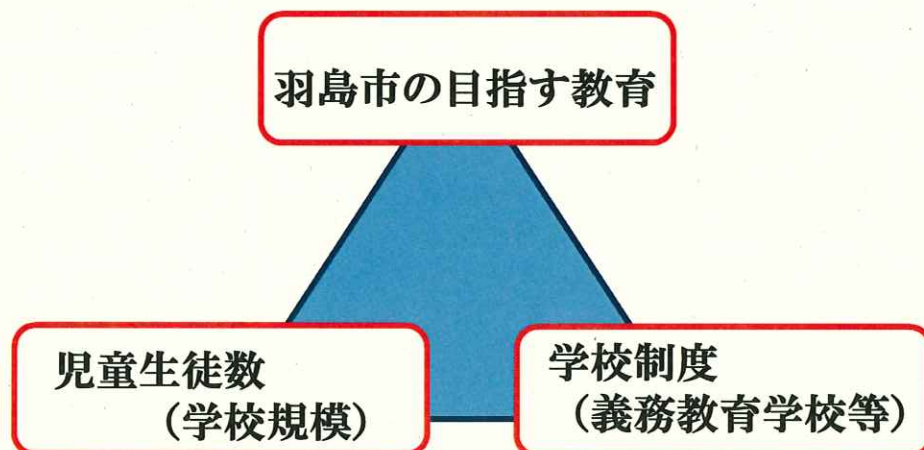 羽島市の目指す教育
児童生徒数
(学校規模)
学校制度
(義務教育学校等)